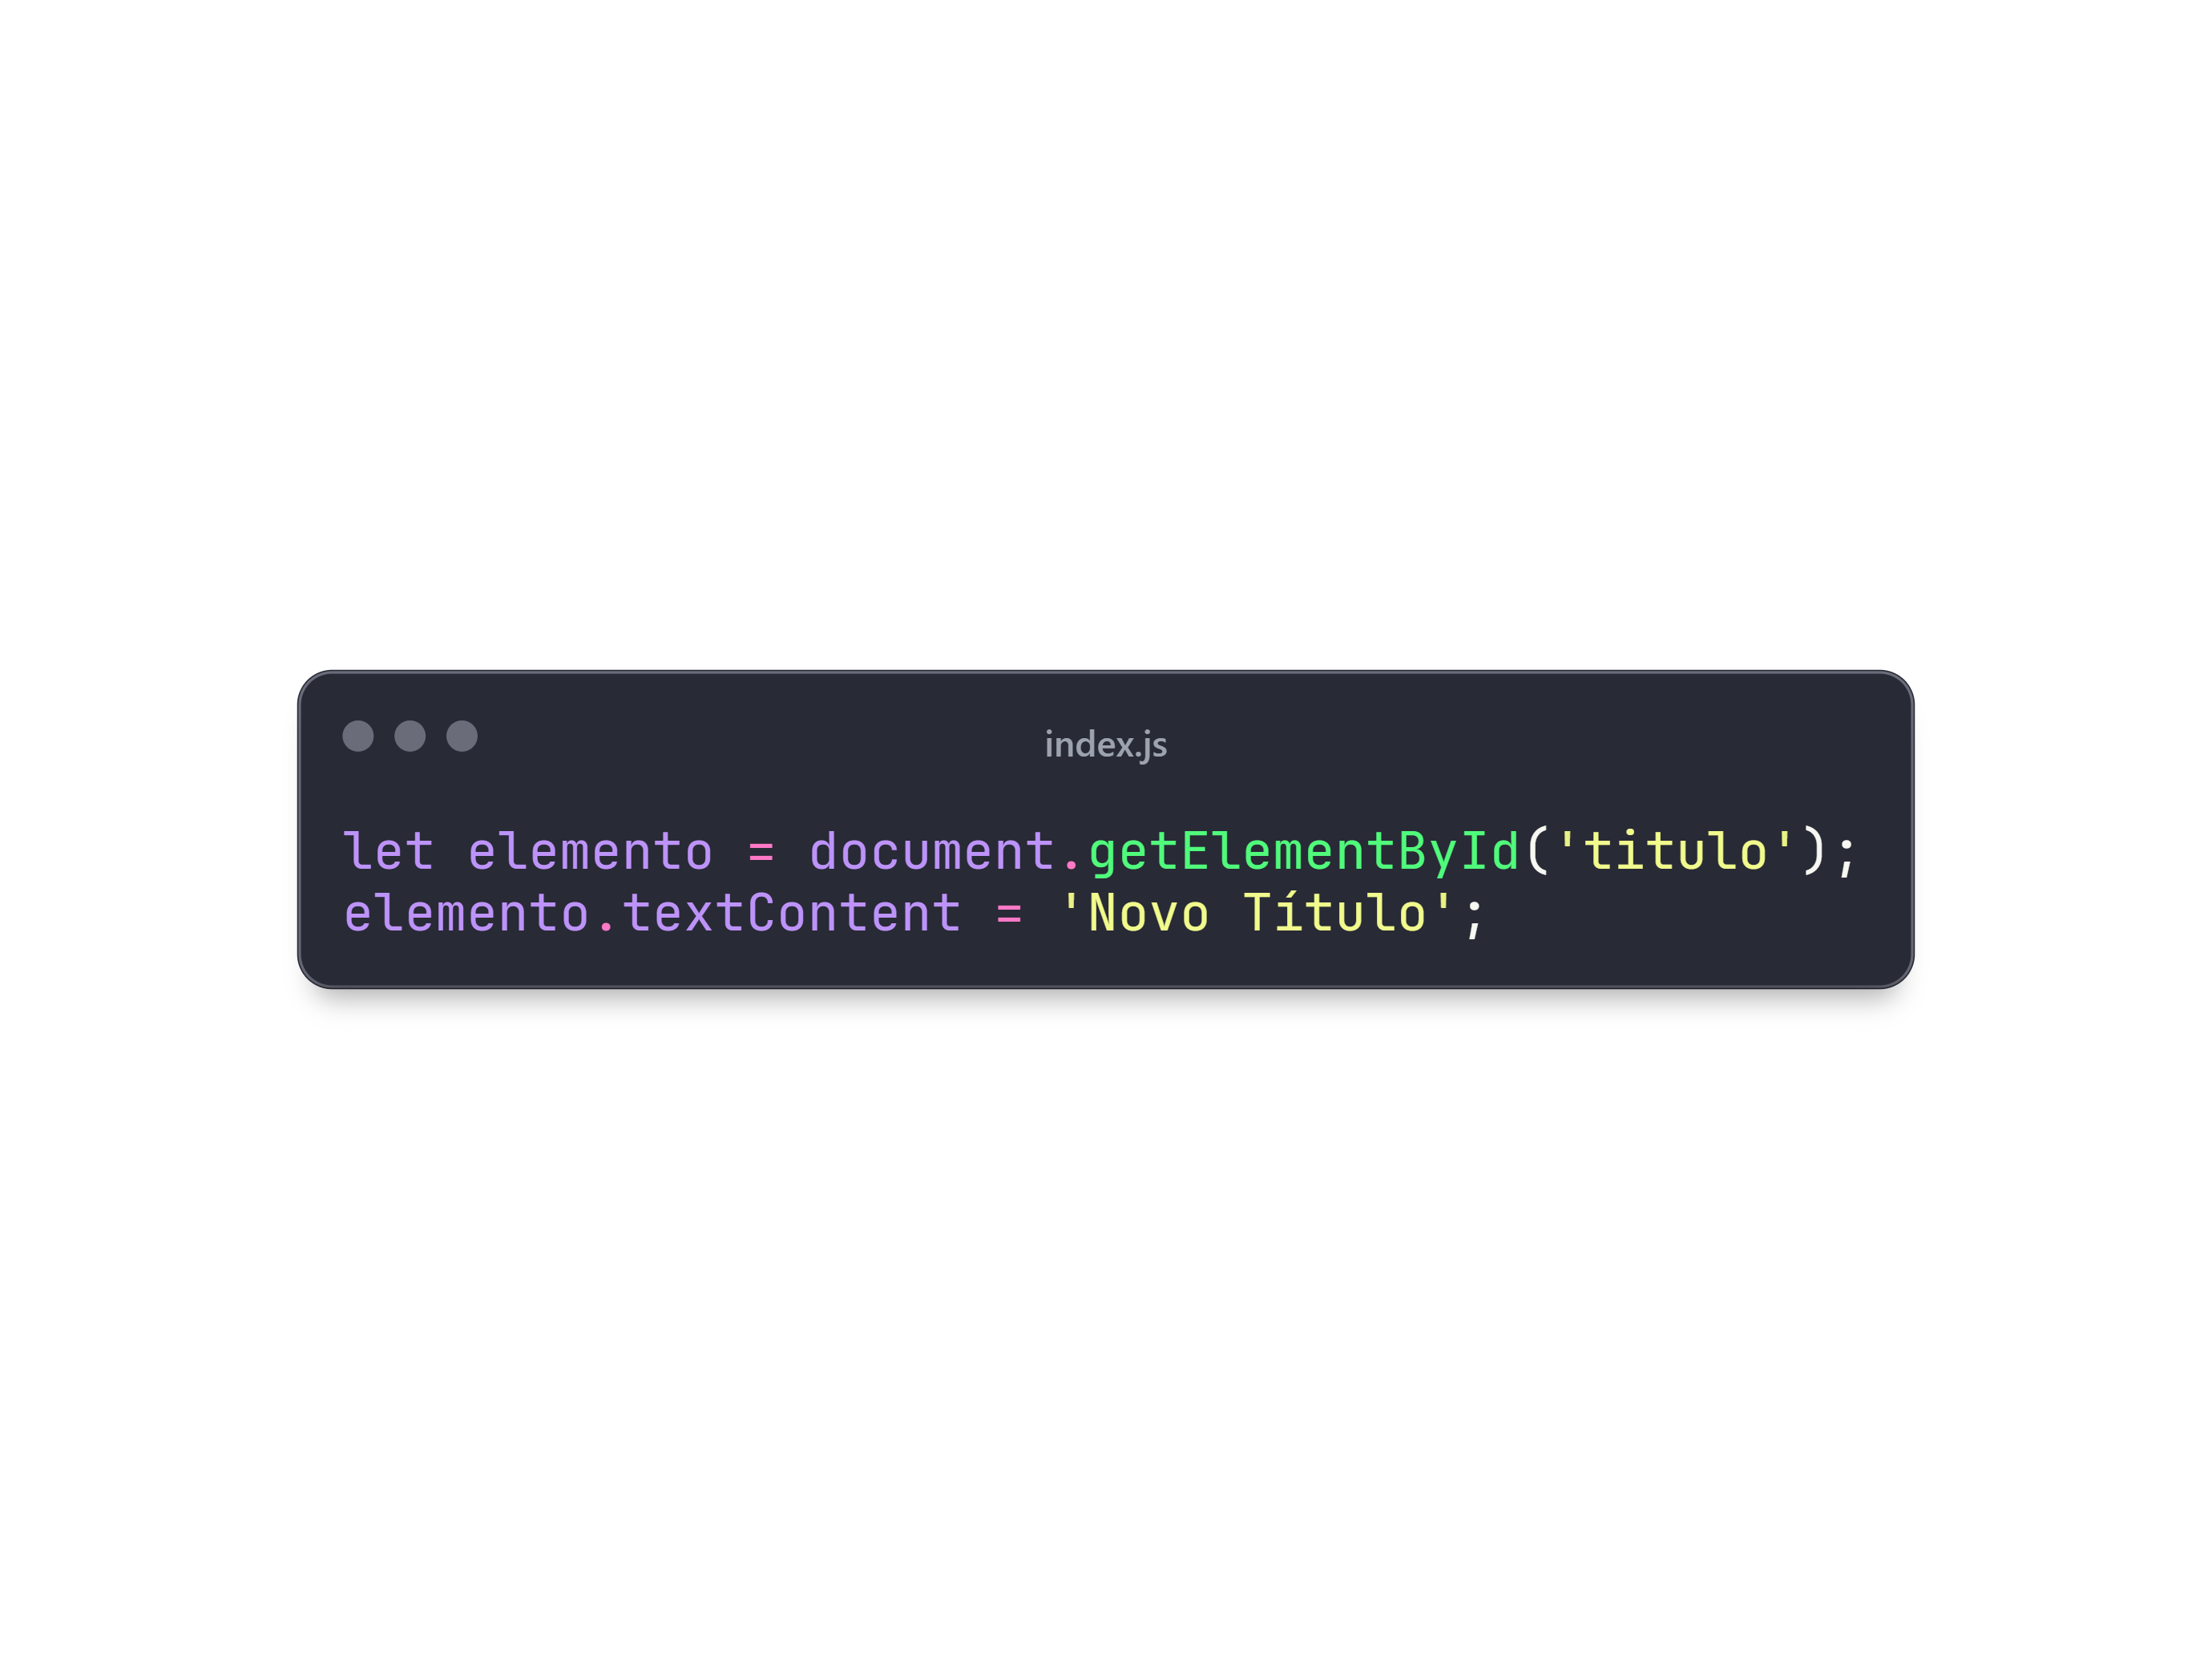 index.js
let elemento = document.getElementById('titulo');
elemento.textContent = 'Novo Título';